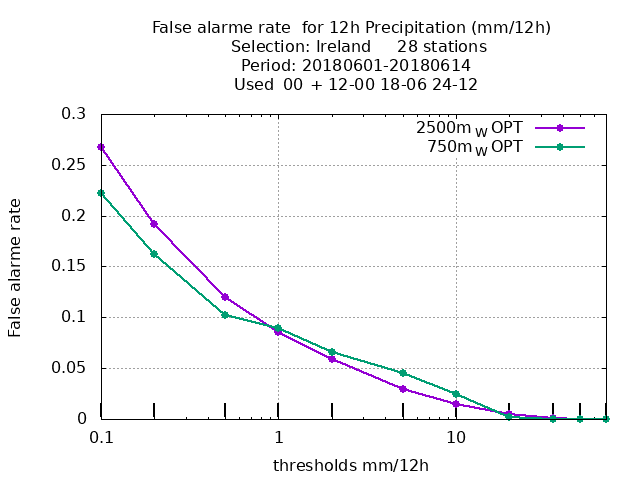 False alarme rate  for 12h Precipitation (mm/12h)
Selection: Ireland     28 stations
Period: 20180601-20180614
Used  00  + 12-00 18-06 24-12
2500m W OPT
750m W OPT
0.3
0.25
0.2
0.15
0.1
0.05
0
False alarme rate
0.1 1 10
thresholds mm/12h